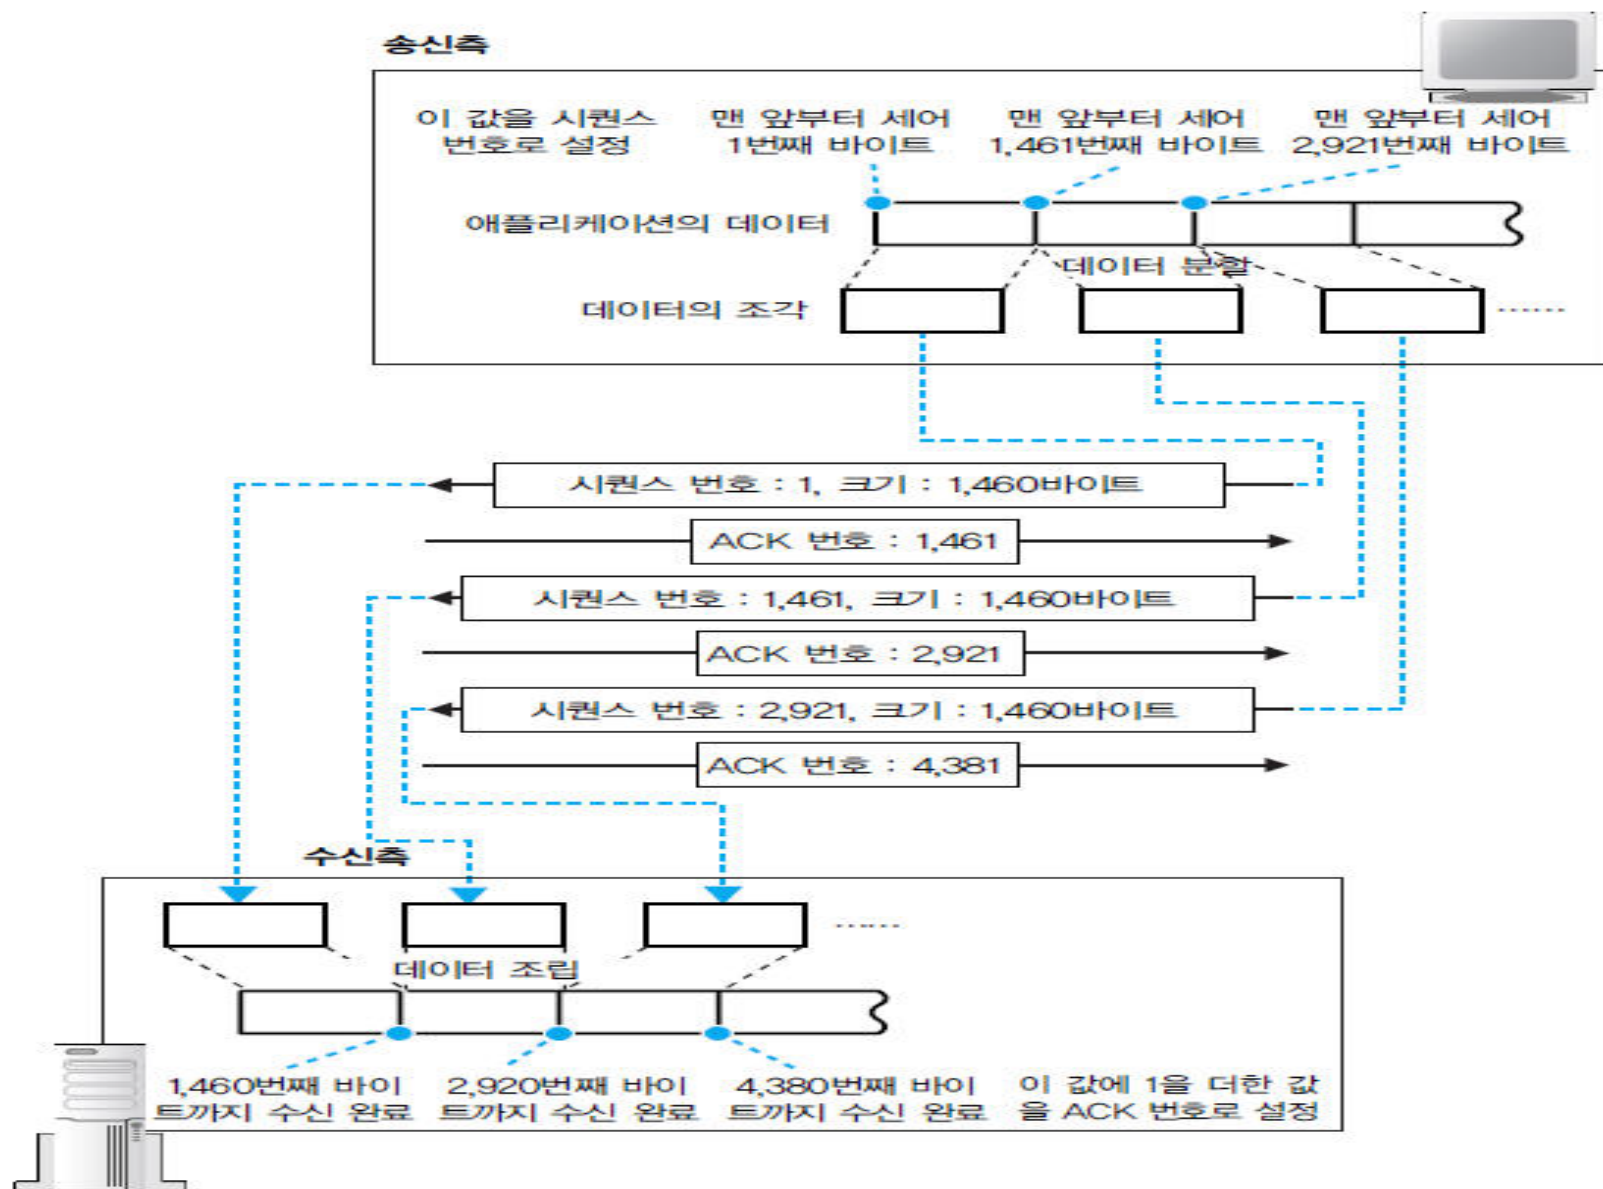 송신측
이 값을 시퀀스
번호로 설정
맨 앞부터 세어
1번째 바이트
맨 앞부터 세어
1,461번째 바이트
맨 앞부터 세어
2,921번째 바이트
애플리케이션의 데이터
데이터 분할
데이터의 조각
······
시퀀스 번호 : 1, 크기 : 1,460바이트
ACK 번호 : 1,461
시퀀스 번호 : 1,461, 크기 : 1,460바이트
ACK 번호 : 2,921
시퀀스 번호 : 2,921, 크기 : 1,460바이트
ACK 번호 : 4,381
수신측
······
데이터 조립
1,460번째 바이
트까지 수신 완료
2,920번째 바이
트까지 수신 완료
4,380번째 바이
트까지 수신 완료
이 값에 1을 더한 값
을 ACK 번호로 설정